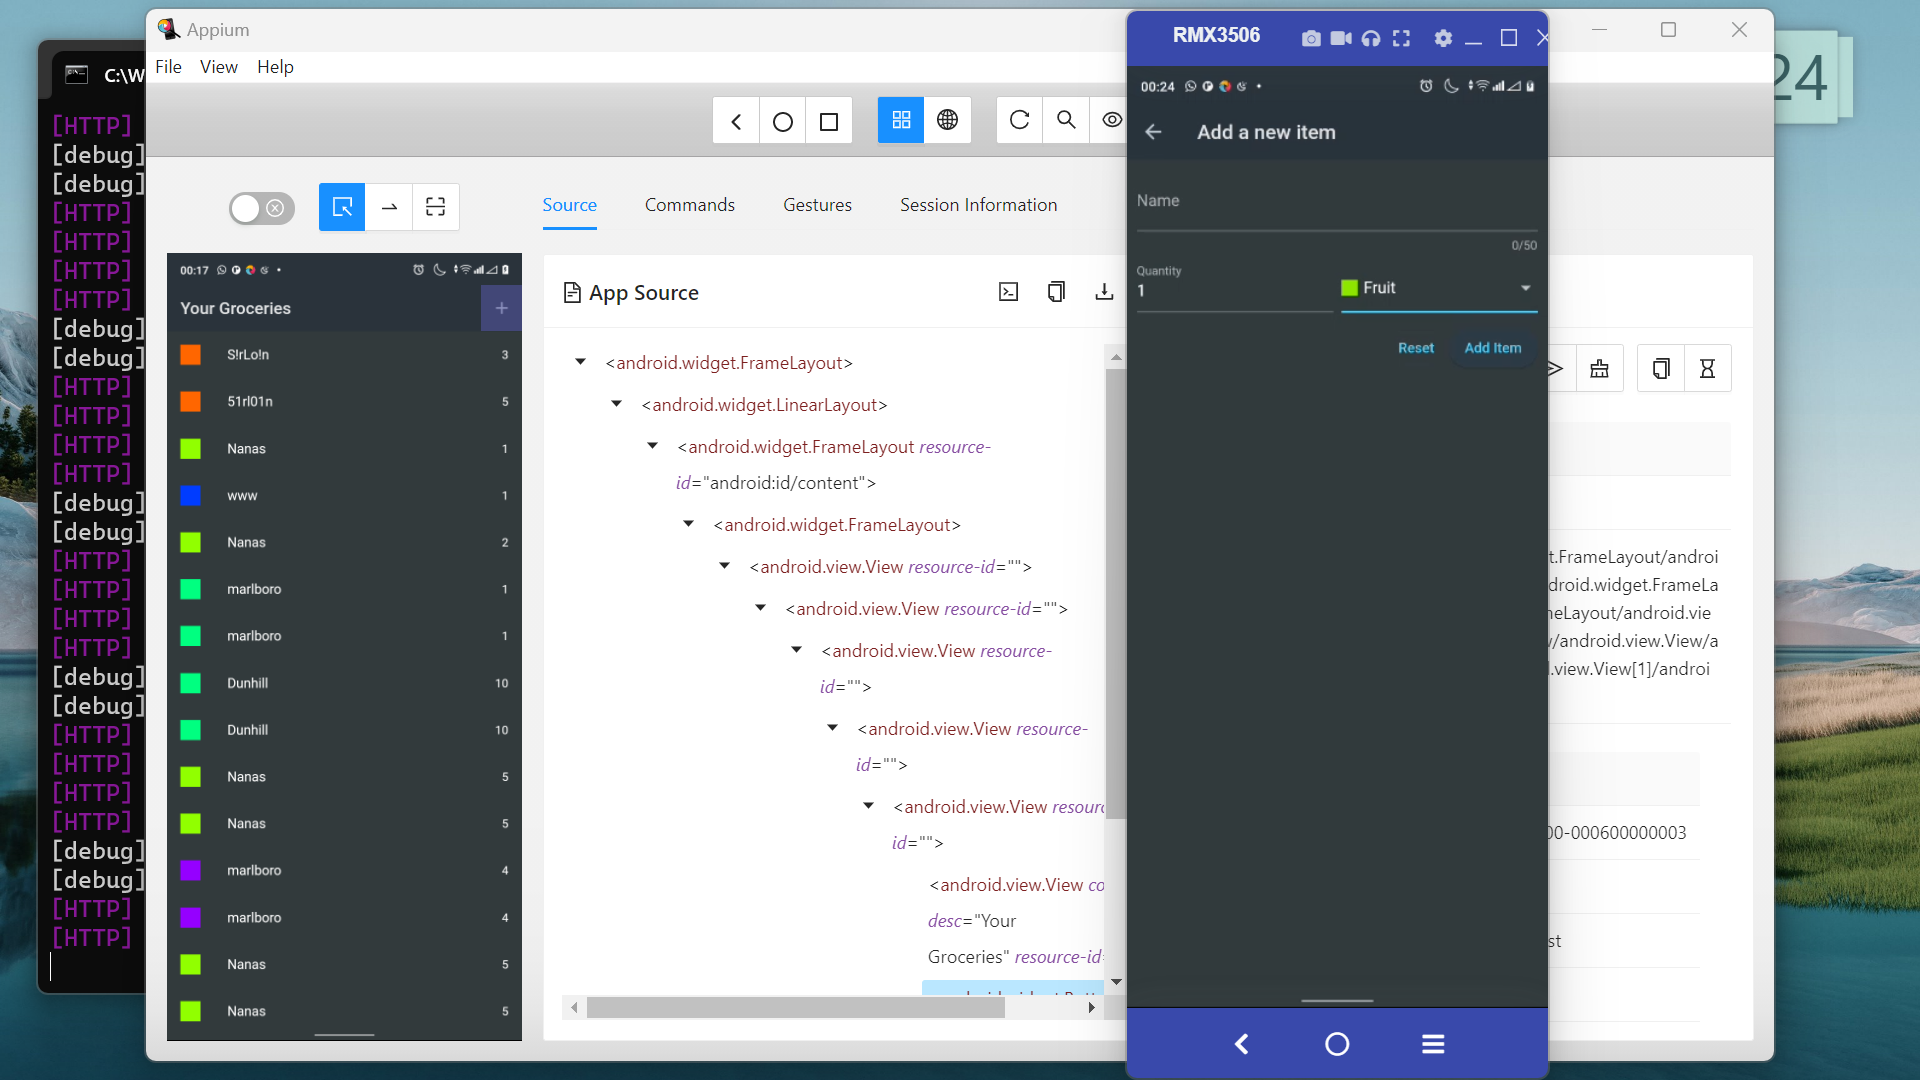 C:\W
[HTTP]
[debug]
[debug]
[HTTP]
[HTTP]
[HTTP]
[HTTP]
[debug]
[debug]
[HTTP]
[HTTP]
[HTTP]
[HTTP]
[debug]
[debug]
[HTTP]
[HTTP]
[HTTP]
[HTTP]
[debug]
[debug]
[HTTP]
[HTTP]
[HTTP]
[HTTP]
[debug]
[debug]
[HTTP]
[HTTP]
Appium
File View Help
Source Commands Gestures Session Information
00:17
Your Groceries +
S!rLo!n 3
51rl01n 5
Nanas 1
www 1
Nanas 2
marlboro 1
marlboro 1
Dunhill 10
Dunhill 10
Nanas 5
Nanas 5
marlboro 4
marlboro 4
Nanas 5
Nanas 5
App Source
<android.widget.FrameLayout>
<android.widget.LinearLayout>
<android.widget.FrameLayout resource-
id="android:id/content">
<android.widget.FrameLayout>
<android.view.View resource-id="">
<android.view.View resource-id="">
<android.view.View resource-
id="">
<android.view.View resource-
id="">
<android.view.View resourc
id="">
<android.view.View co
desc="Your
Groceries" resource-id=
RMX3506
00:24
Add a new item
Name
0/50
Quantity
1
Fruit
Reset Add Item
t.FrameLayout/androi
droid.widget.FrameLa
neLayout/android.vie
v/android.view.View/a
l.view.View[1]/androi
00-000600000003
st
24